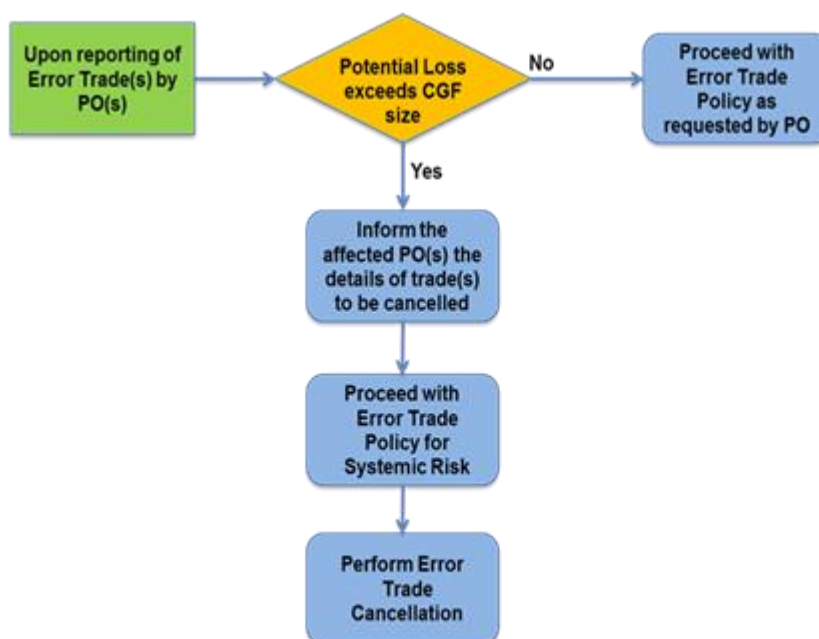 Upon reporting of
Error Trade(s) by
PO(s)
Potential Loss
exceeds CGF
size
No
Proceed with
Error Trade
Policy as
requested by PO
Yes
Inform the
affected PO(s) the
details of trade(s)
to be cancelled
Proceed with
Error Trade
Policy for
Systemic Risk
Perform Error
Trade
Cancellation